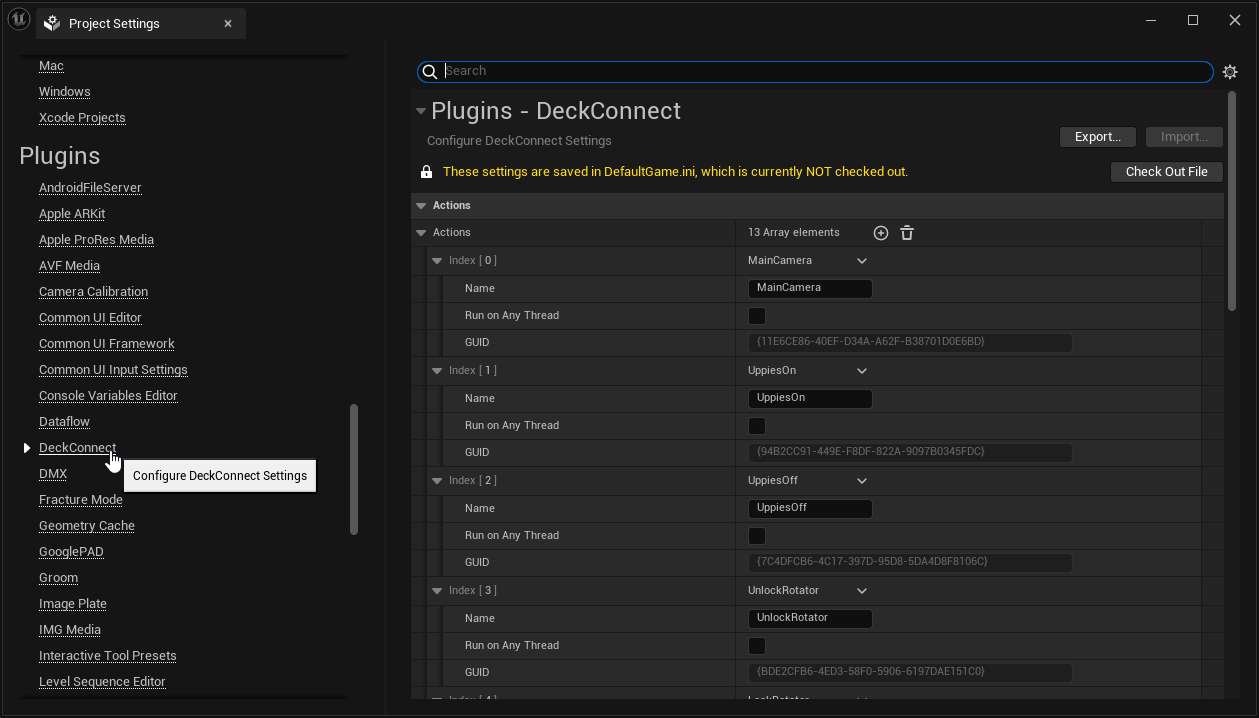 Project Settings
Mac
Windows
Xcode Projects
Plugins
AndroidFileServer
Apple ARKit
Apple ProRes Media
AVF Media
Camera Calibration
Common UI Editor
Common UI Framework
Common UI Input Settings
Console Variables Editor
Dataflow
DeckConnect
Configure DeckConnect Settings
DMX
Fracture Mode
Geometry Cache
GooglePAD
Groom
Image Plate
IMG Media
Interactive Tool Presets
Level Sequence Editor
Search
Plugins - DeckConnect
Configure DeckConnect Settings
Export...
Import...
These settings are saved in DefaultGame.ini, which is currently NOT checked out.
Check Out File
Actions
Actions 13 Array elements
Index [ 0 ] MainCamera
Name MainCamera
Run on Any Thread
GUID {11E6CE86-40EF-D34A-A62F-B38701D0E6BD}
Index [ 1 ] UppiesOn
Name UppiesOn
Run on Any Thread
GUID {94B2CC91-449E-F8DF-822A-9097B0345FDC}
Index [ 2 ] UppiesOff
Name UppiesOff
Run on Any Thread
GUID {7C4DFCB6-4C17-397D-95D8-5DA4D8F8106C}
Index [ 3 ] UnlockRotator
Name UnlockRotator
Run on Any Thread
GUID {BDE2CFB6-4ED3-58F0-5906-6197DAE151C0}
Index [ 4 ] LockRotator